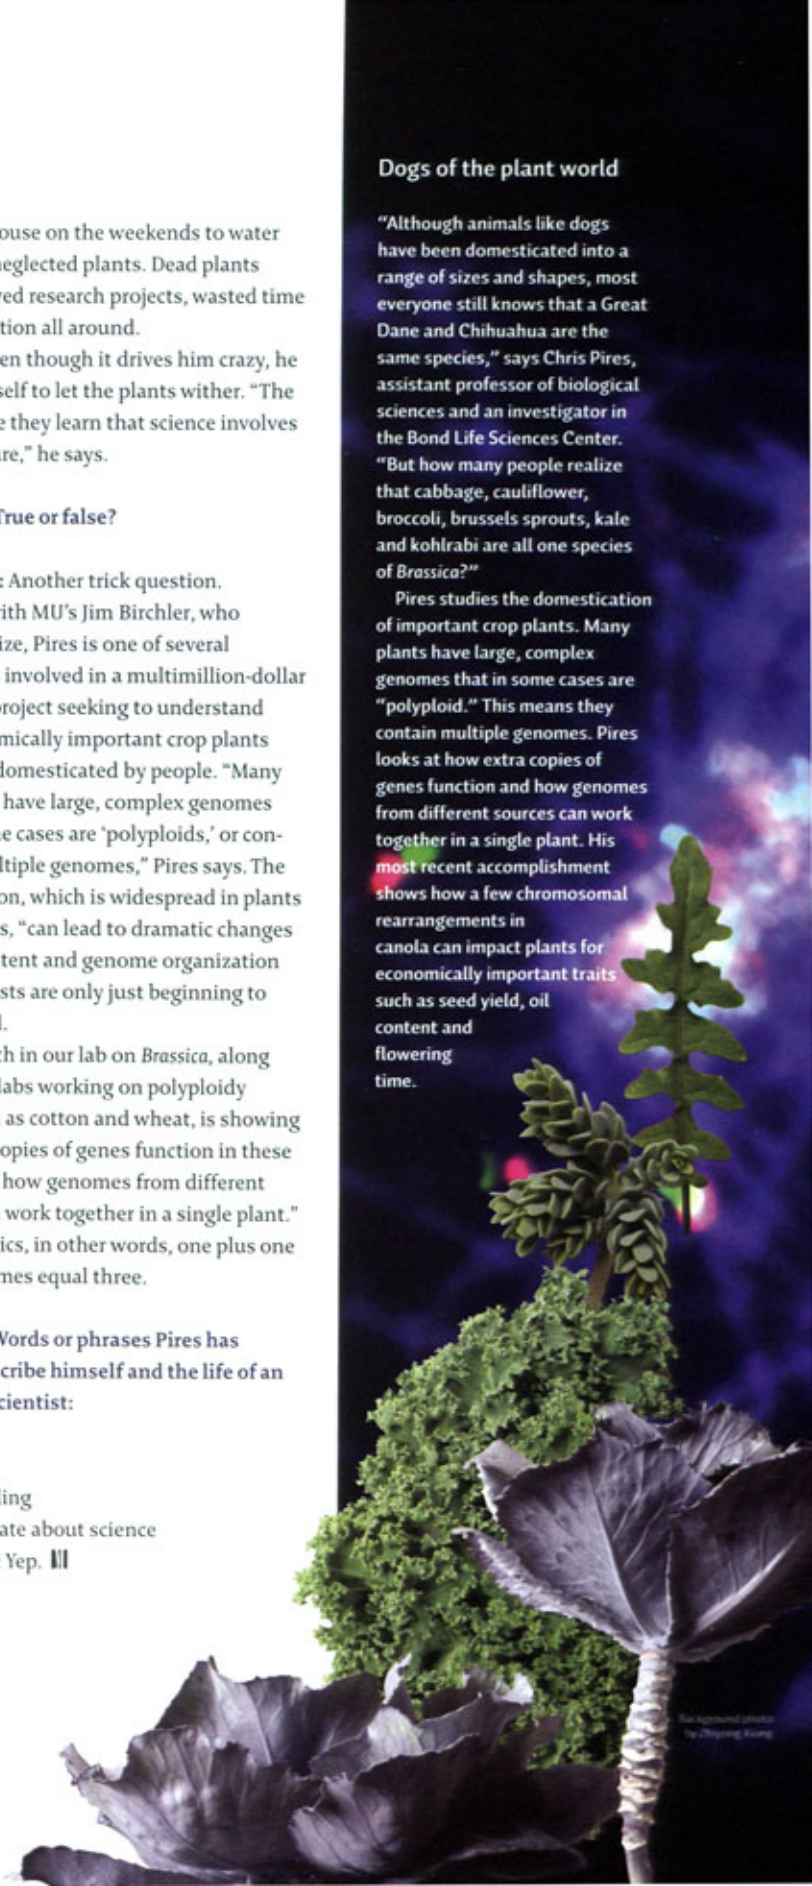 ouse on the weekends to water
neglected plants. Dead plants
ed research projects, wasted time
tion all around.
en though it drives him crazy, he
self to let the plants wither. “The
e they learn that science involves
re,” he says.
True or false?
: Another trick question.
ith MU’s Jim Birchler, who
ize, Pires is one of several
involved in a multimillion-dollar
project seeking to understand
mically important crop plants
domesticated by people. “Many
have large, complex genomes
e cases are ‘polyploids,’ or con-
ltiple genomes,” Pires says. The
on, which is widespread in plants
s, “can lead to dramatic changes
tent and genome organization
sts are only just beginning to
l.
h in our lab on Brassica, along
labs working on polyploidy
as cotton and wheat, is showing
opies of genes function in these
how genomes from different
work together in a single plant.”
ics, in other words, one plus one
mes equal three.
Words or phrases Pires has
cribe himself and the life of an
cientist:
ling
ate about science
Yep.
Dogs of the plant world
“Although animals like dogs
have been domesticated into a
range of sizes and shapes, most
everyone still knows that a Great
Dane and Chihuahua are the
same species,” says Chris Pires,
assistant professor of biological
sciences and an investigator in
the Bond Life Sciences Center.
“But how many people realize
that cabbage, cauliflower,
broccoli, brussels sprouts, kale
and kohlrabi are all one species
of Brassica?”
Pires studies the domestication
of important crop plants. Many
plants have large, complex
genomes that in some cases are
“polyploid.” This means they
contain multiple genomes. Pires
looks at how extra copies of
genes function and how genomes
from different sources can work
together in a single plant. His
most recent accomplishment
shows how a few chromosomal
rearrangements in
canola can impact plants for
economically important traits
such as seed yield, oil
content and
flowering
time.
Background photo
by Zhiyong Xiong